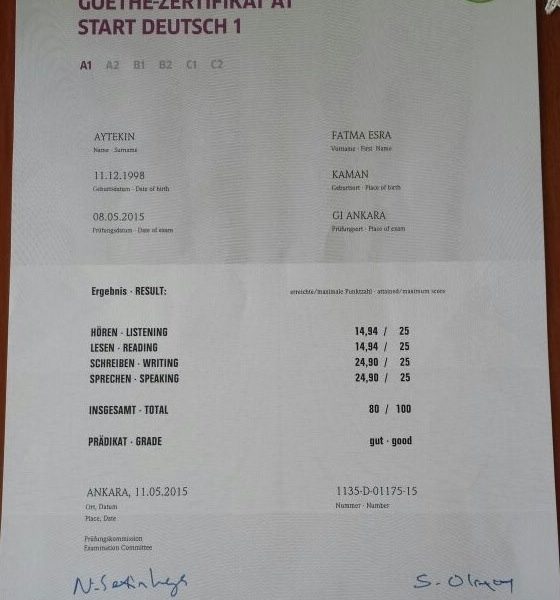 GOETHE-ZERTIFIKAT A1
START DEUTSCH 1
A1 A2 B1 B2 C1 C2
AYTEKIN FATMA ESRA
Name · Surname Vorname · First Name
11.12.1998 KAMAN
Geburtsdatum · Date of birth Geburtsort · Place of birth
08.05.2015 GI ANKARA
Prüfungsdatum · Date of exam Prüfungsort · Place of exam
Ergebnis · RESULT: erreichte/maximale Punktzahl · attained/maximum score
HÖREN · LISTENING 14,94 / 25
LESEN · READING 14,94 / 25
SCHREIBEN · WRITING 24,90 / 25
SPRECHEN · SPEAKING 24,90 / 25
INSGESAMT · TOTAL 80 / 100
PRÄDIKAT · GRADE gut · good
ANKARA, 11.05.2015 1135-D-01175-15
Ort, Datum Nummer · Number
Place, Date
Prüfungskommission
Examination Committee